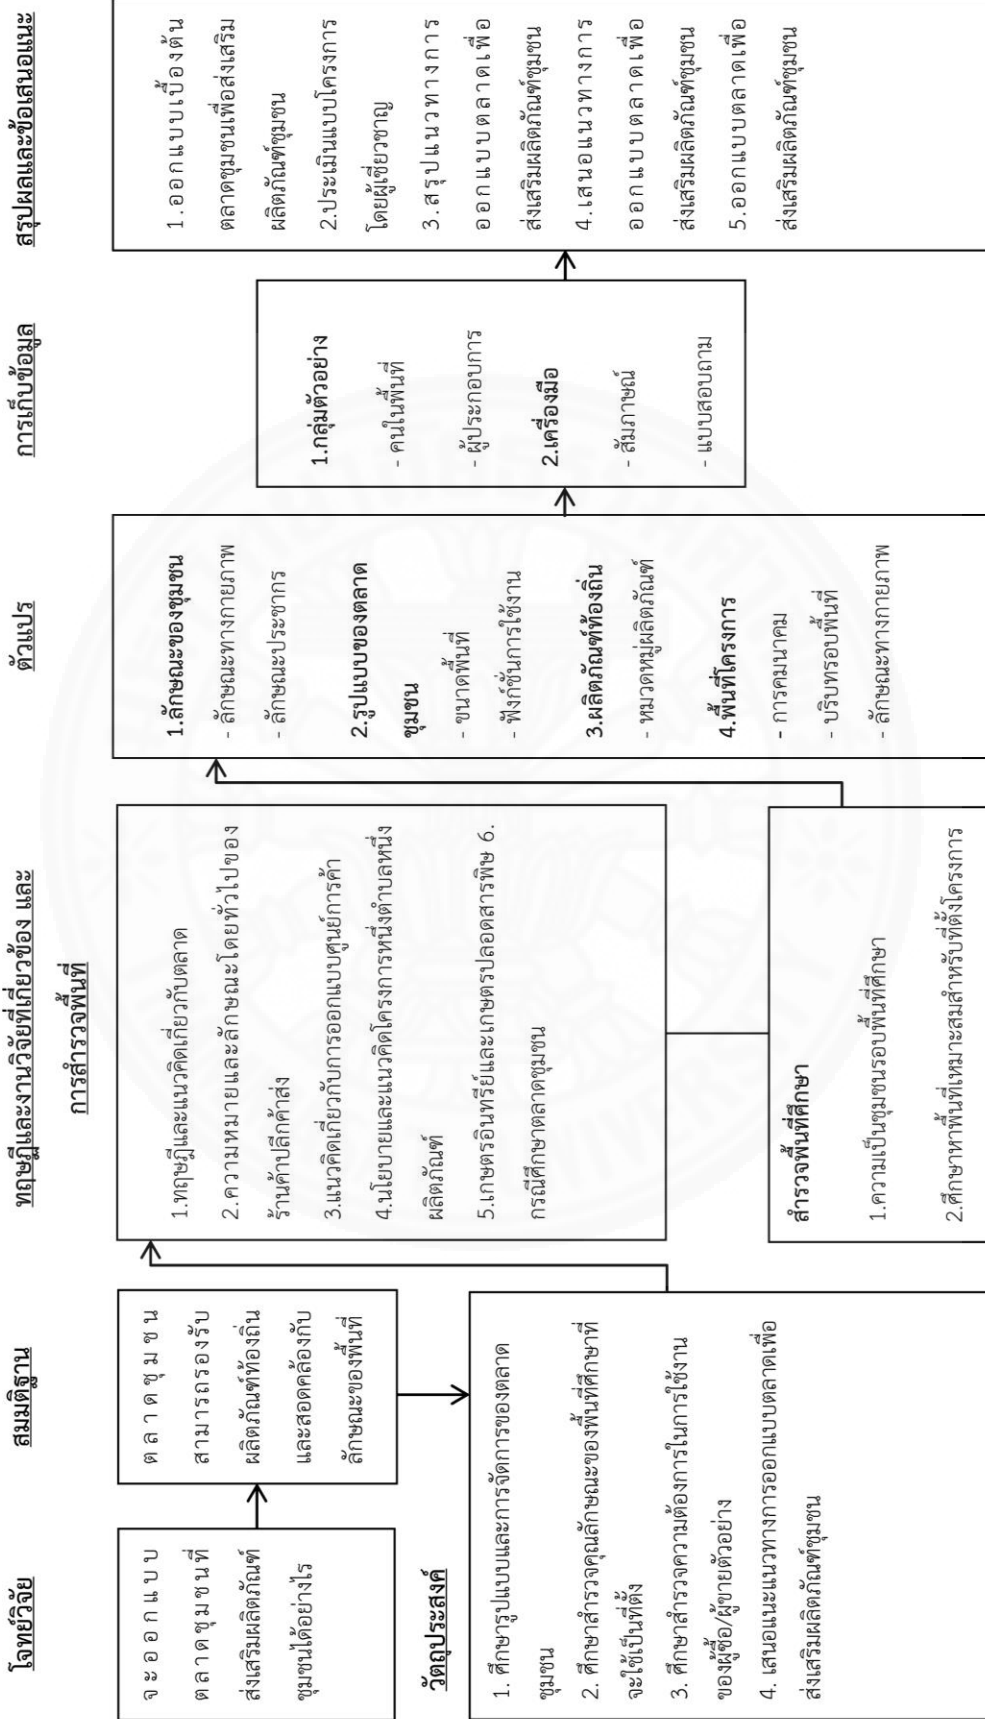 โจทย์วิจัย
จะออกแบบ
ตลาดชุมชนที่
ส่งเสริมผลิตภัณฑ์
ชุมชนได้อย่างไร
สมมติฐาน
ตลาดชุมชน
สามารถรองรับ
ผลิตภัณฑ์ท้องถิ่น
และสอดคล้องกับ
ลักษณะของพื้นที่
วัตถุประสงค์
1. ศึกษารูปแบบและการจัดการของตลาด
ชุมชน
2. ศึกษาสำรวจคุณลักษณะของพื้นที่ศึกษาที่
จะใช้เป็นที่ตั้ง
3. ศึกษาสำรวจความต้องการในการใช้งาน
ของผู้ซื้อ/ผู้ขายตัวอย่าง
4. เสนอแนะแนวทางการออกแบบตลาดเพื่อ
ส่งเสริมผลิตภัณฑ์ชุมชน
ทฤษฎีและงานวิจัยที่เกี่ยวข้อง และ
การสำรวจพื้นที่
1.ทฤษฎีและแนวคิดเกี่ยวกับตลาด
2.ความหมายและลักษณะโดยทั่วไปของ
ร้านค้าปลีกค้าส่ง
3.แนวคิดเกี่ยวกับการออกแบบศูนย์การค้า
4.นโยบายและแนวคิดโครงการหนึ่งตำบลหนึ่ง
ผลิตภัณฑ์
5.เกษตรอินทรีย์และเกษตรปลอดสารพิษ 6.
กรณีศึกษาตลาดชุมชน
สำรวจพื้นที่ศึกษา
1.ความเป็นชุมชนรอบพื้นที่ศึกษา
2.ศึกษาหาพื้นที่เหมาะสมสำหรับที่ตั้งโครงการ
ตัวแปร
1.ลักษณะของชุมชน
- ลักษณะทางกายภาพ
- ลักษณะประชากร
2.รูปแบบของตลาด
ชุมชน
- ขนาดพื้นที่
- ฟังก์ชั่นการใช้งาน
3.ผลิตภัณฑ์ท้องถิ่น
- หมวดหมู่ผลิตภัณฑ์
4.พื้นที่โครงการ
- การคมนาคม
- บริบทรอบพื้นที่
- ลักษณะทางกายภาพ
การเก็บข้อมูล
1.กลุ่มตัวอย่าง
- คนในพื้นที่
- ผู้ประกอบการ
2.เครื่องมือ
- สัมภาษณ์
- แบบสอบถาม
สรุปผลและข้อเสนอแนะ
1.ออกแบบเบื้องต้น
ตลาดชุมชนเพื่อส่งเสริม
ผลิตภัณฑ์ชุมชน
2.ประเมินแบบโครงการ
โดยผู้เชี่ยวชาญ
3.สรุปแนวทางการ
ออกแบบตลาดเพื่อ
ส่งเสริมผลิตภัณฑ์ชุมชน
4.เสนอแนวทางการ
ออกแบบตลาดเพื่อ
ส่งเสริมผลิตภัณฑ์ชุมชน
5.ออกแบบตลาดเพื่อ
ส่งเสริมผลิตภัณฑ์ชุมชน